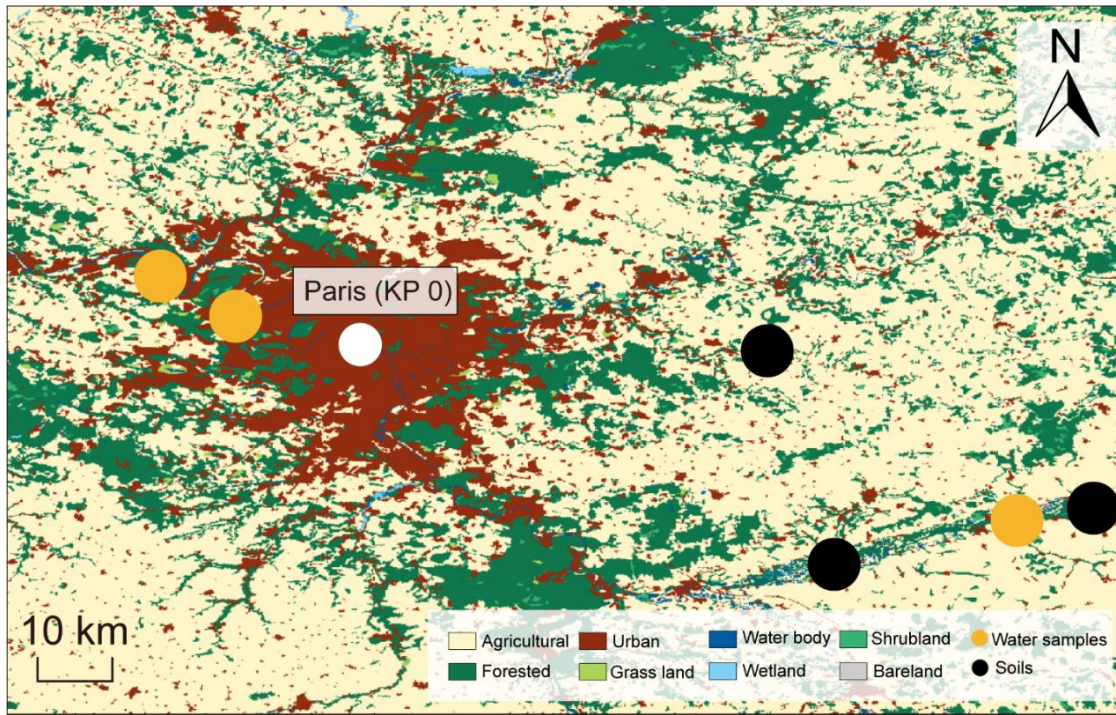 N
Paris (KP 0)
10 km
Agricultural Urban Water body Shrubland Water samples
Forested Grass land Wetland Bareland Soils